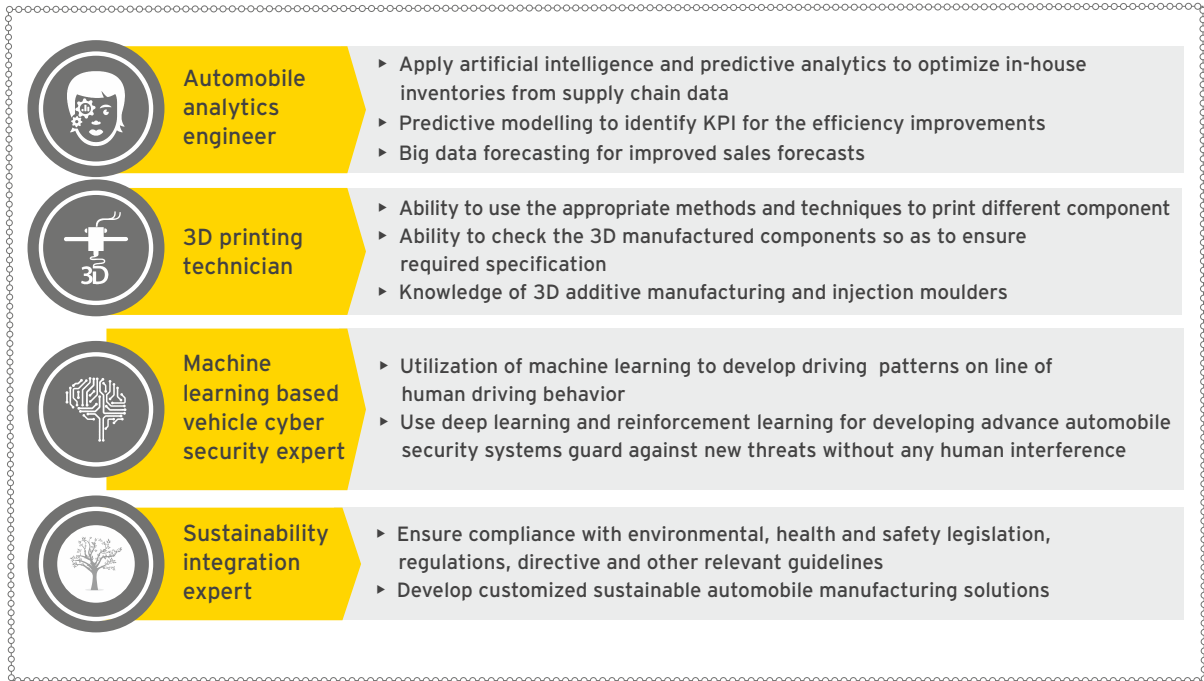 Automobile
analytics
engineer
▸ Apply artificial intelligence and predictive analytics to optimize in-house
inventories from supply chain data
▸ Predictive modelling to identify KPI for the efficiency improvements
▸ Big data forecasting for improved sales forecasts
3D
3D printing
technician
▸ Ability to use the appropriate methods and techniques to print different component
▸ Ability to check the 3D manufactured components so as to ensure
required specification
▸ Knowledge of 3D additive manufacturing and injection moulders
Machine
learning based
vehicle cyber
security expert
▸ Utilization of machine learning to develop driving patterns on line of
human driving behavior
▸ Use deep learning and reinforcement learning for developing advance automobile
security systems guard against new threats without any human interference
Sustainability
integration
expert
▸ Ensure compliance with environmental, health and safety legislation,
regulations, directive and other relevant guidelines
▸ Develop customized sustainable automobile manufacturing solutions